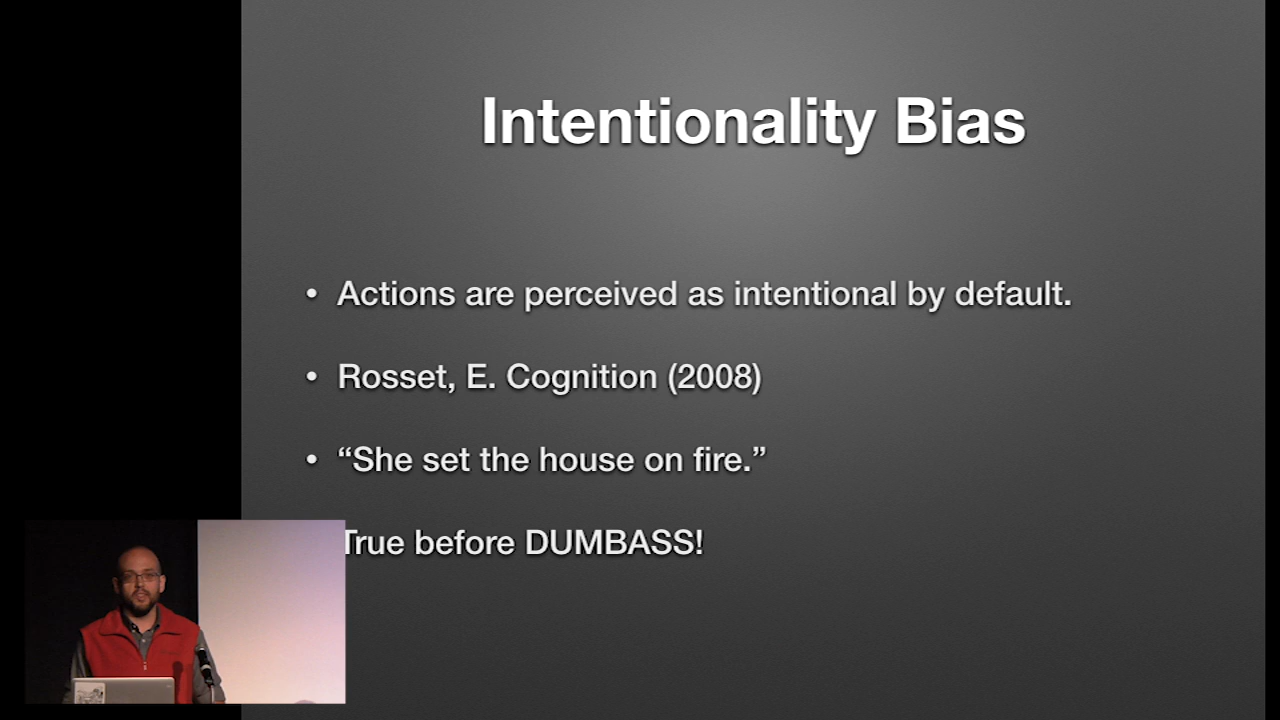 Intentionality Bias
• Actions are perceived as intentional by default.
• Rosset, E. Cognition (2008)
• “She set the house on fire.”
True before DUMBASS!